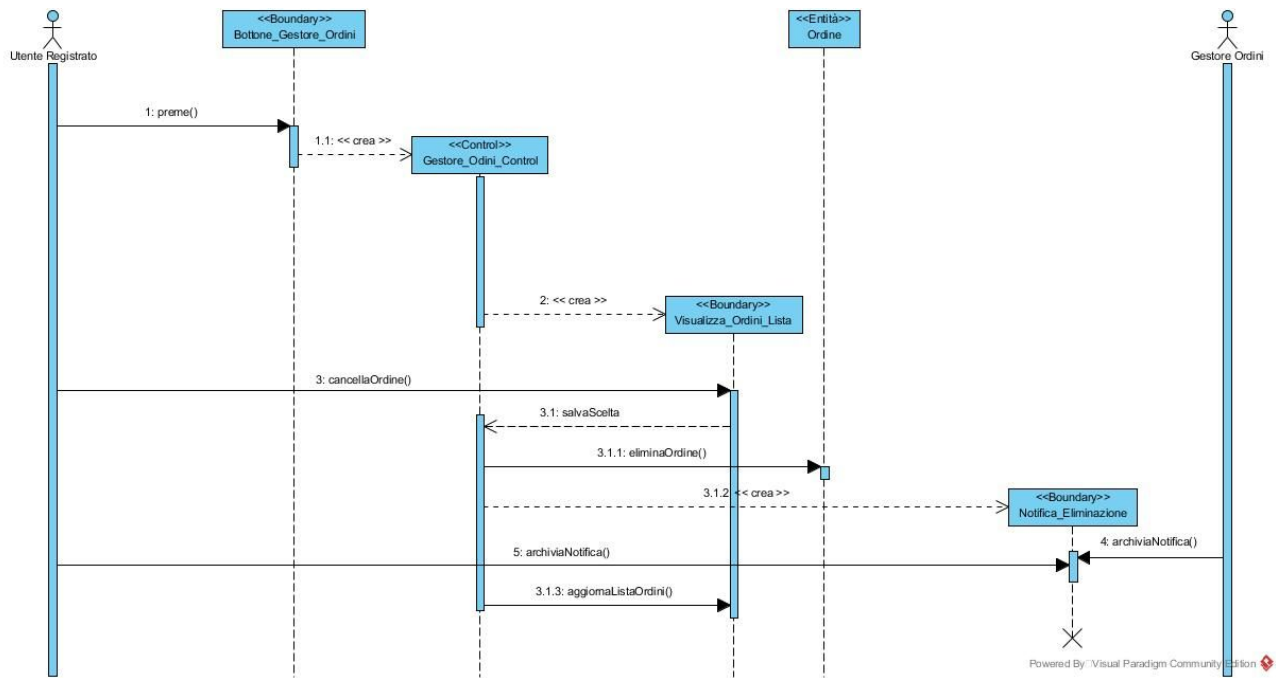 <<Boundary>>
Bottone_Gestore_Ordini
<<Entità>>
Ordine
Utente Registrato
Gestore Ordini
1: preme()
1.1: << crea >>
<<Control>>
Gestore_Odini_Control
2: << crea >>
<<Boundary>>
Visualizza_Ordini_Lista
3: cancellaOrdine()
3.1: salvaScelta
3.1.1: eliminaOrdine()
3.1.2 << crea >>
<<Boundary>>
Notifica_Eliminazione
4: archiviaNotifica()
5: archiviaNotifica()
3.1.3: aggiornaListaOrdini()
Powered By Visual Paradigm Community Edition